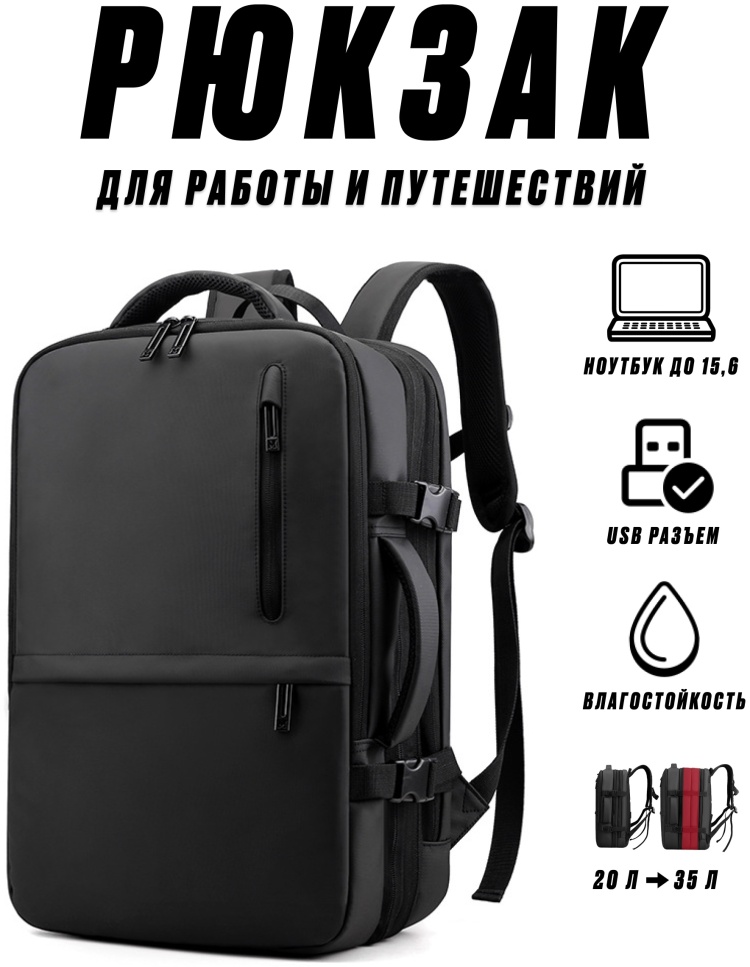 РЮКЗАК
ДЛЯ РАБОТЫ И ПУТЕШЕСТВИЙ
НОУТБУК ДО 15,6
USB РАЗЪЕМ
ВЛАГОСТОЙКОСТЬ
20 Л → 35 Л